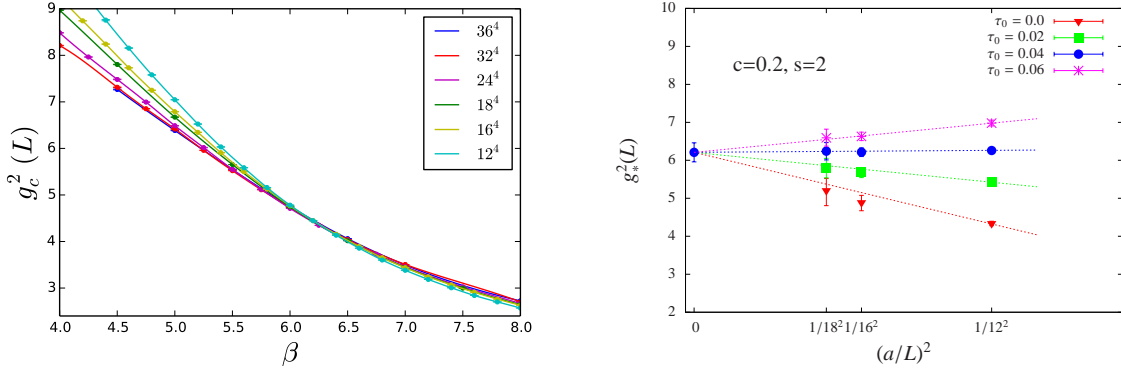 9
8
7
6
5
4
3
4.0 4.5 5.0 5.5 6.0 6.5 7.0 7.5 8.0
β
g_c^2(L)
36^4
32^4
24^4
18^4
16^4
12^4
10
9
8
7
6
5
4
3
2
0 1/18^2 1/16^2 1/12^2
(a/L)^2
g_*^2(L)
c=0.2, s=2
τ_0 = 0.0
τ_0 = 0.02
τ_0 = 0.04
τ_0 = 0.06